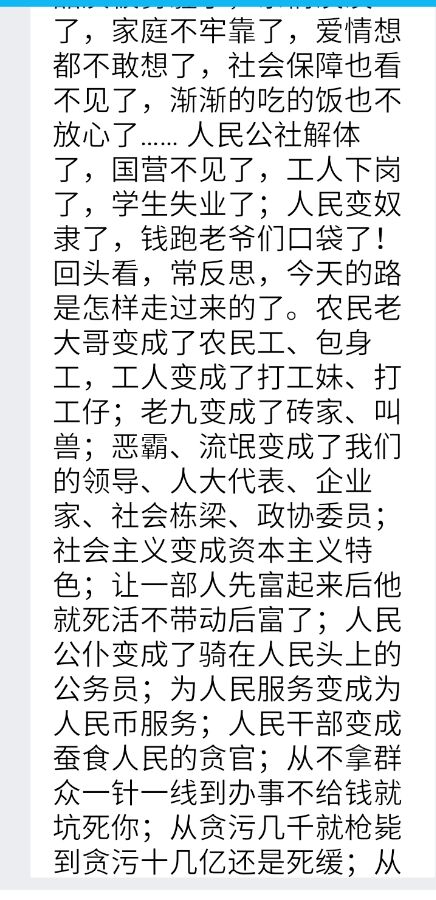 了，家庭不牢靠了，爱情想
都不敢想了，社会保障也看
不见了，渐渐的吃的饭也不
放心了...... 人民公社解体
了，国营不见了，工人下岗
了，学生失业了；人民变奴
隶了，钱跑老爷们口袋了！
回头看，常反思，今天的路
是怎样走过来的了。农民老
大哥变成了农民工、包身
工，工人变成了打工妹、打
工仔；老九变成了砖家、叫
兽；恶霸、流氓变成了我们
的领导、人大代表、企业
家、社会栋梁、政协委员；
社会主义变成资本主义特
色；让一部人先富起来后他
就死活不带动后富了；人民
公仆变成了骑在人民头上的
公务员；为人民服务变成为
人民币服务；人民干部变成
蚕食人民的贪官；从不拿群
众一针一线到办事不给钱就
坑死你；从贪污几千就枪毙
到贪污十几亿还是死缓；从